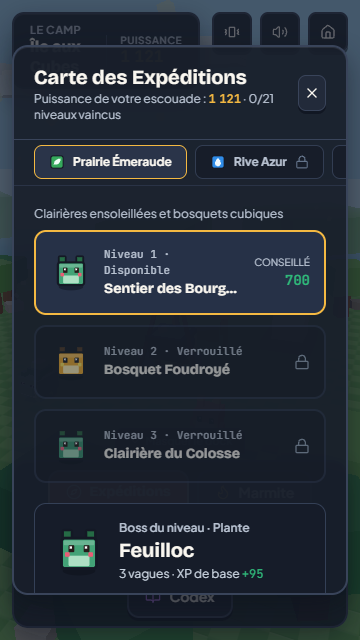 LE CAMP
PUISSANCE
Carte des Expéditions
Puissance de votre escouade : 1 121 · 0/21
niveaux vaincus
Prairie Émeraude
Rive Azur
Clairières ensoleillées et bosquets cubiques
Niveau 1 ·
Disponible
Sentier des Bourg...
CONSEILLÉ
700
Niveau 2 · Verrouillé
Bosquet Foudroyé
Niveau 3 · Verrouillé
Clairière du Colosse
Boss du niveau · Plante
Feuilloc
3 vagues · XP de base +95
Codex